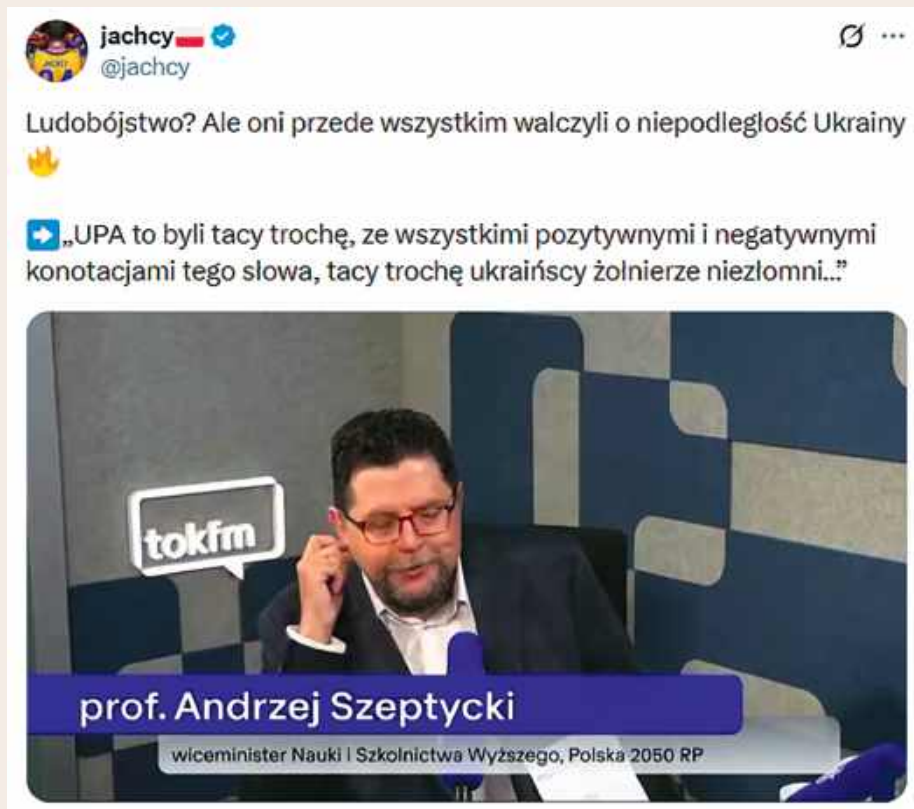 jachcy
@jachcy
Ludobójstwo? Ale oni przede wszystkim walczyli o niepodległość Ukrainy
„UPA to byli tacy trochę, ze wszystkimi pozytywnymi i negatywnymi
konotacjami tego słowa, tacy trochę ukraińscy żołnierze niezłomni...”
tokfm
prof. Andrzej Szeptycki
wiceminister Nauki i Szkolnictwa Wyższego, Polska 2050 RP